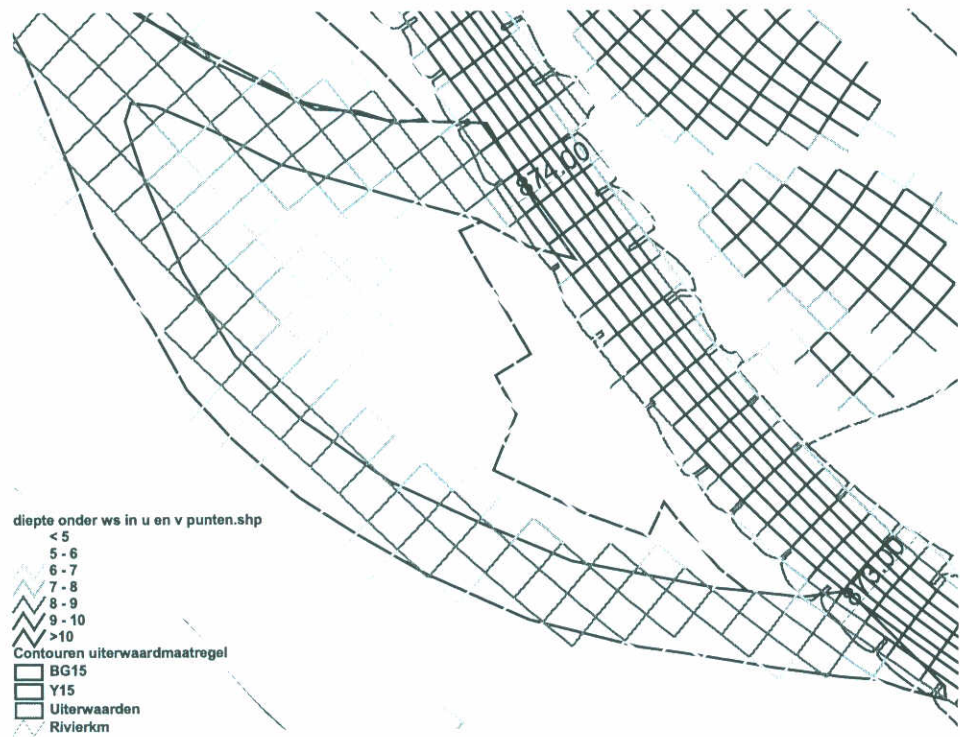 874.00
873.00
diepte onder ws in u en v punten.shp
< 5
5 - 6
6 - 7
7 - 8
8 - 9
9 - 10
>10
Contouren uiterwaardmaatregel
BG15
Y15
Uiterwaarden
Rivierkm